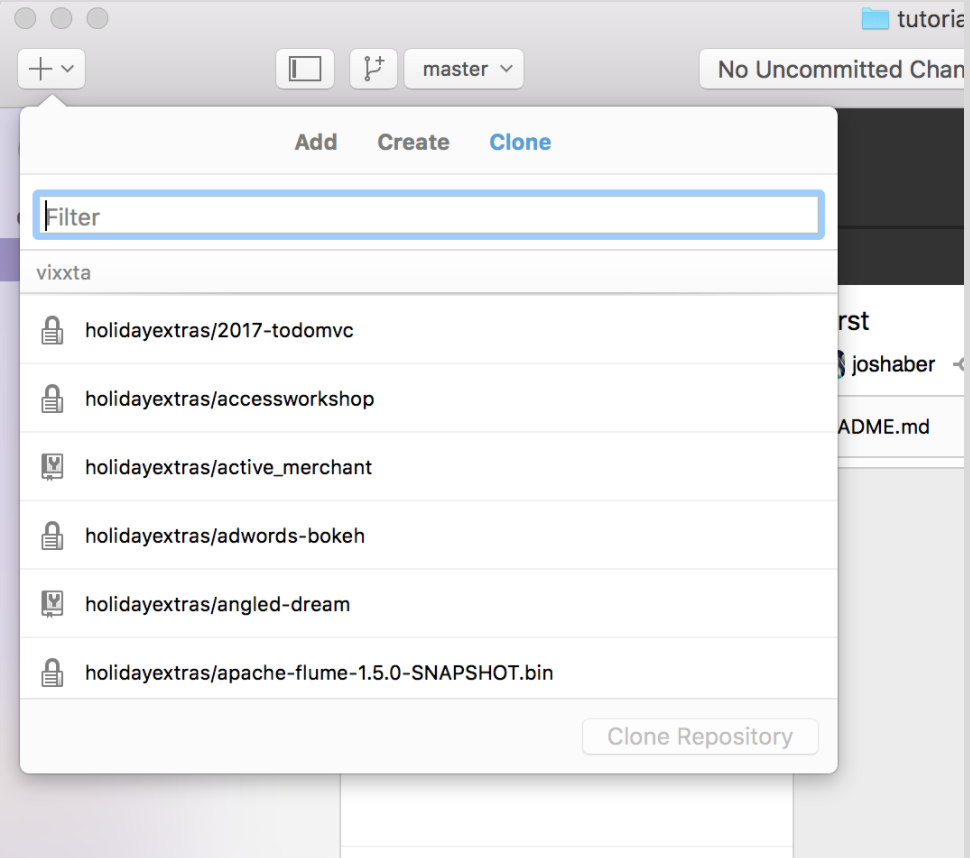 tutoria
master
No Uncommitted Chan
Add Create Clone
Filter
vixxta
holidayextras/2017-todomvc
rst
joshaber
holidayextras/accessworkshop
ADME.md
holidayextras/active_merchant
holidayextras/adwords-bokeh
holidayextras/angled-dream
holidayextras/apache-flume-1.5.0-SNAPSHOT.bin
Clone Repository